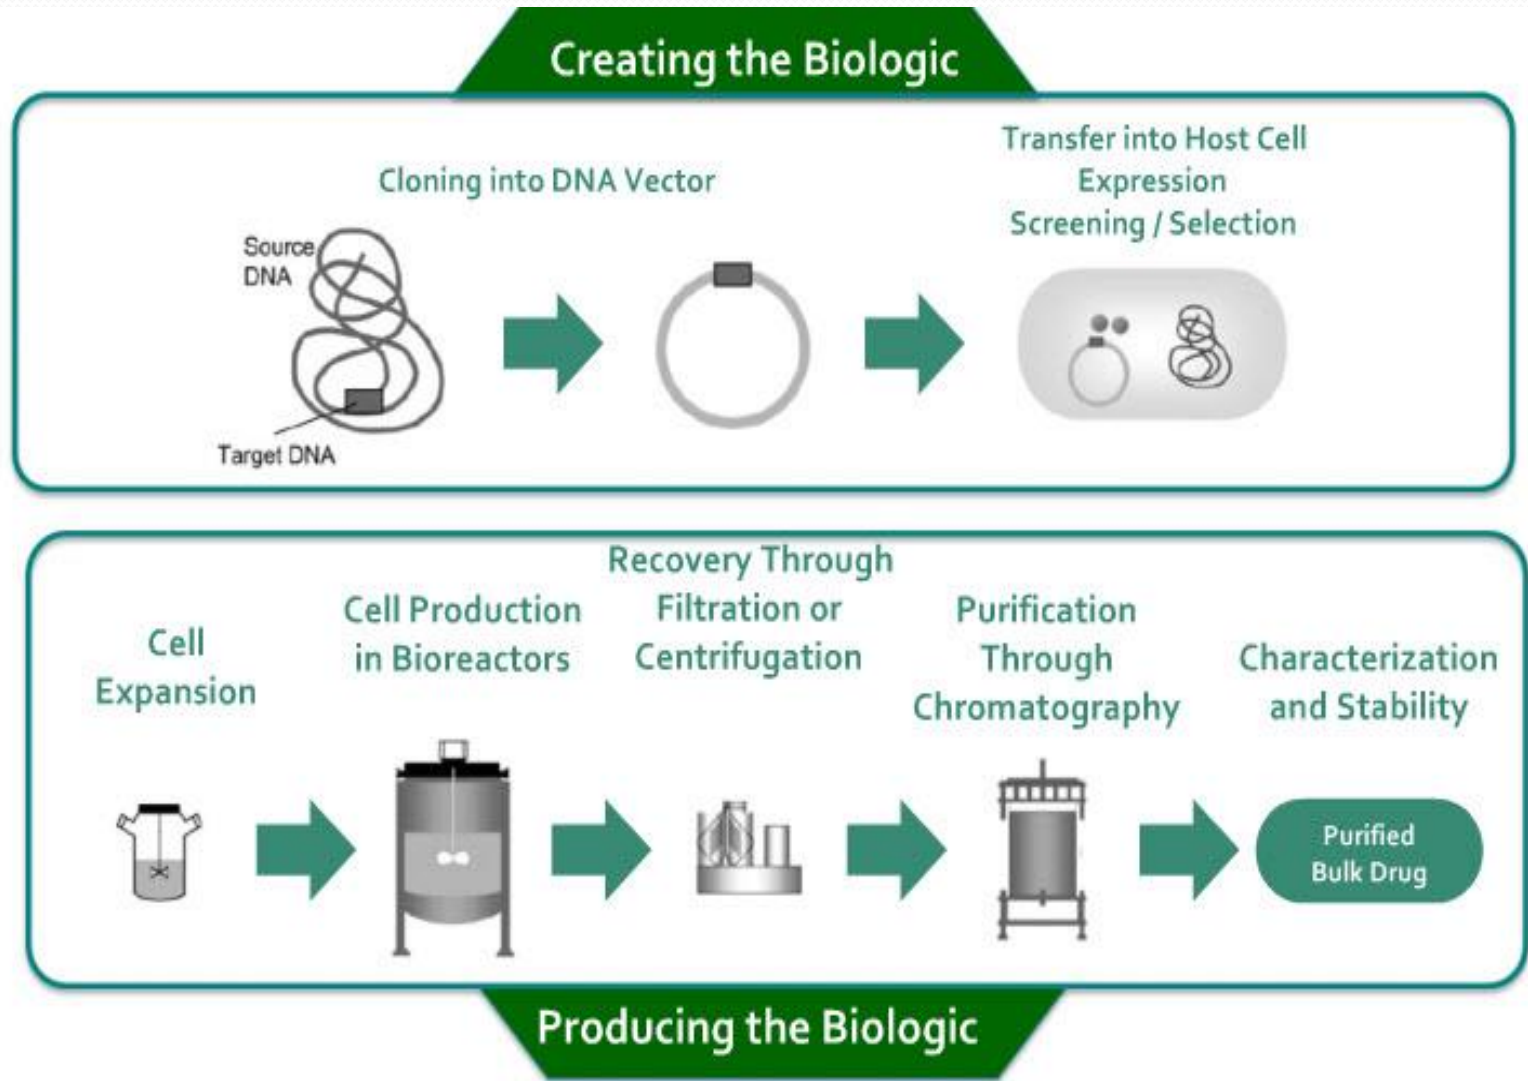 Creating the Biologic
Cloning into DNA Vector
Transfer into Host Cell
Expression
Screening / Selection
Source
DNA
Target DNA
Cell
Expansion
Cell Production
in Bioreactors
Recovery Through
Filtration or
Centrifugation
Purification
Through
Chromatography
Characterization
and Stability
Purified
Bulk Drug
Producing the Biologic